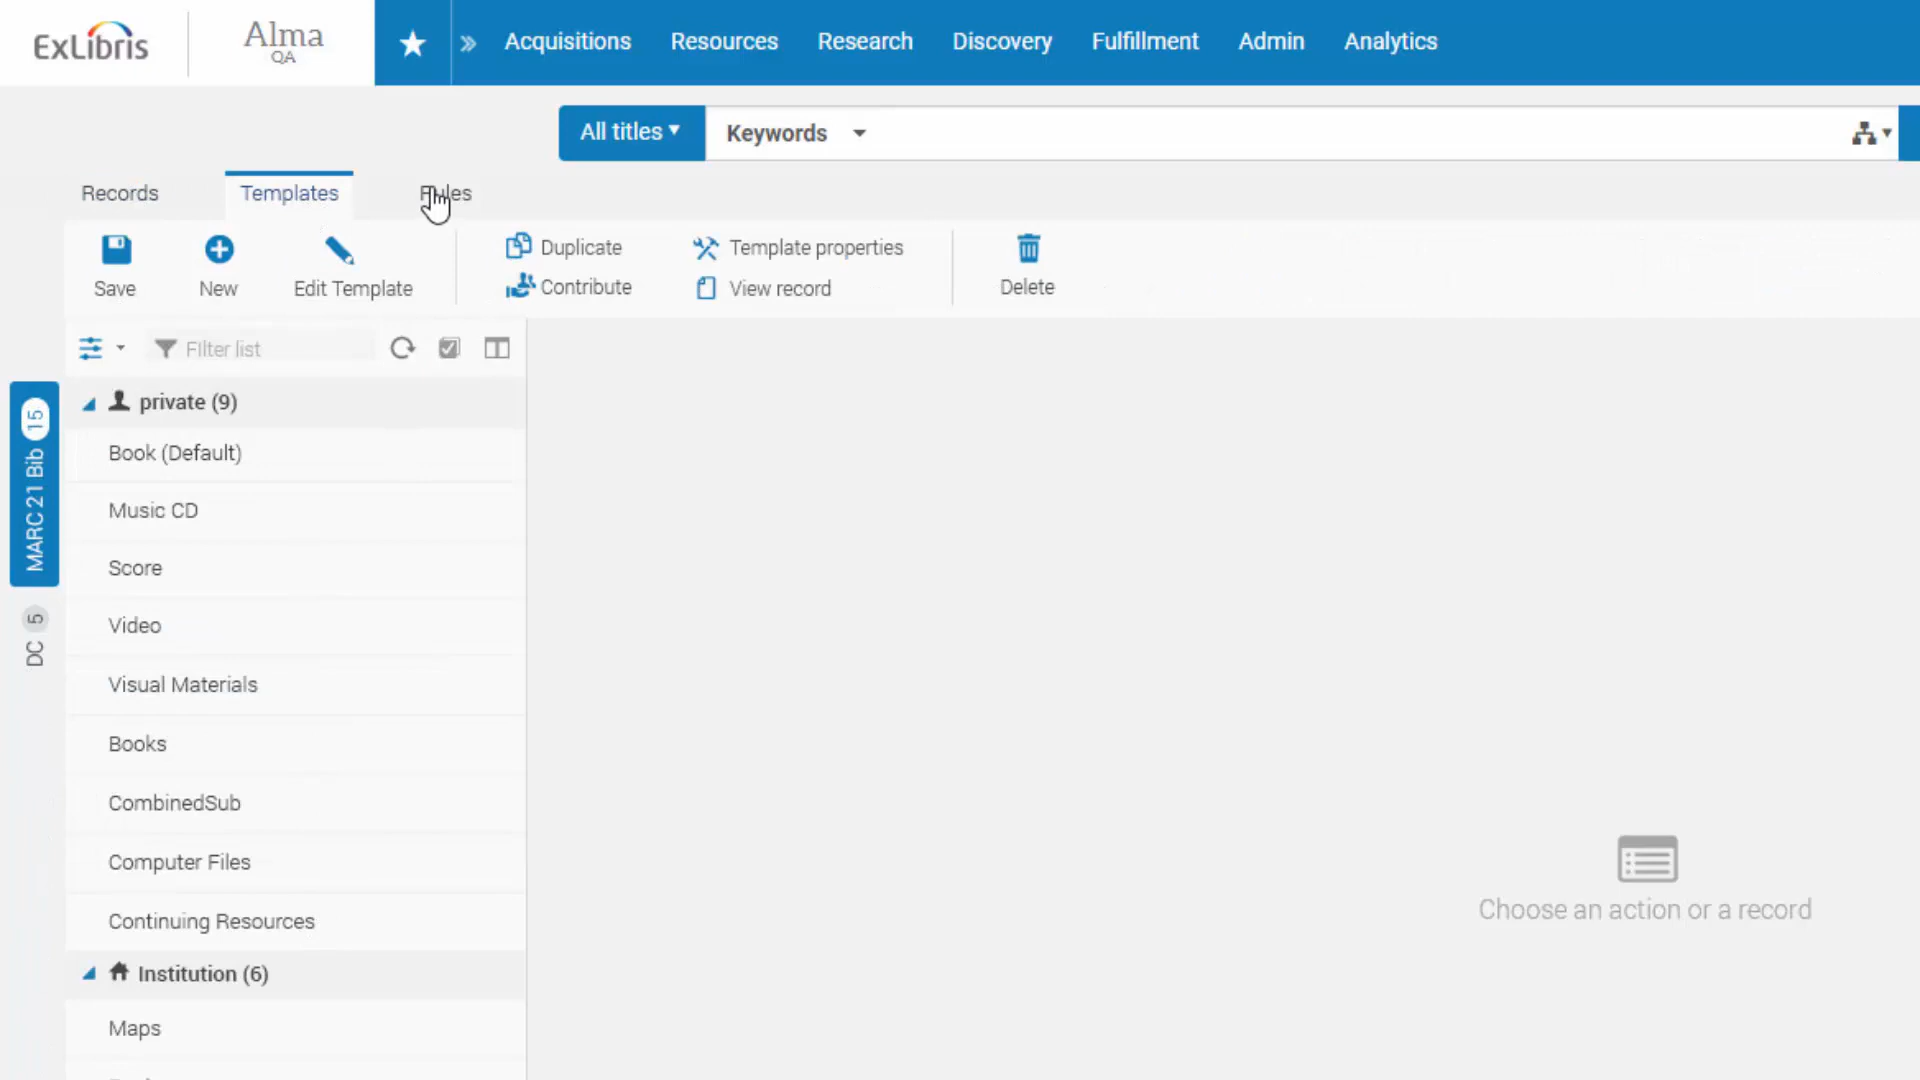 ExLibris
Alma
QA
Acquisitions Resources Research Discovery Fulfillment Admin Analytics
All titles Keywords
Records Templates Rules
Save New Edit Template Duplicate Contribute Template properties View record Delete
FIlter list
MARC 21 Bib 15
DC 5
private (9)
Book (Default)
Music CD
Score
Video
Visual Materials
Books
CombinedSub
Computer Files
Continuing Resources
Institution (6)
Maps
Choose an action or a record